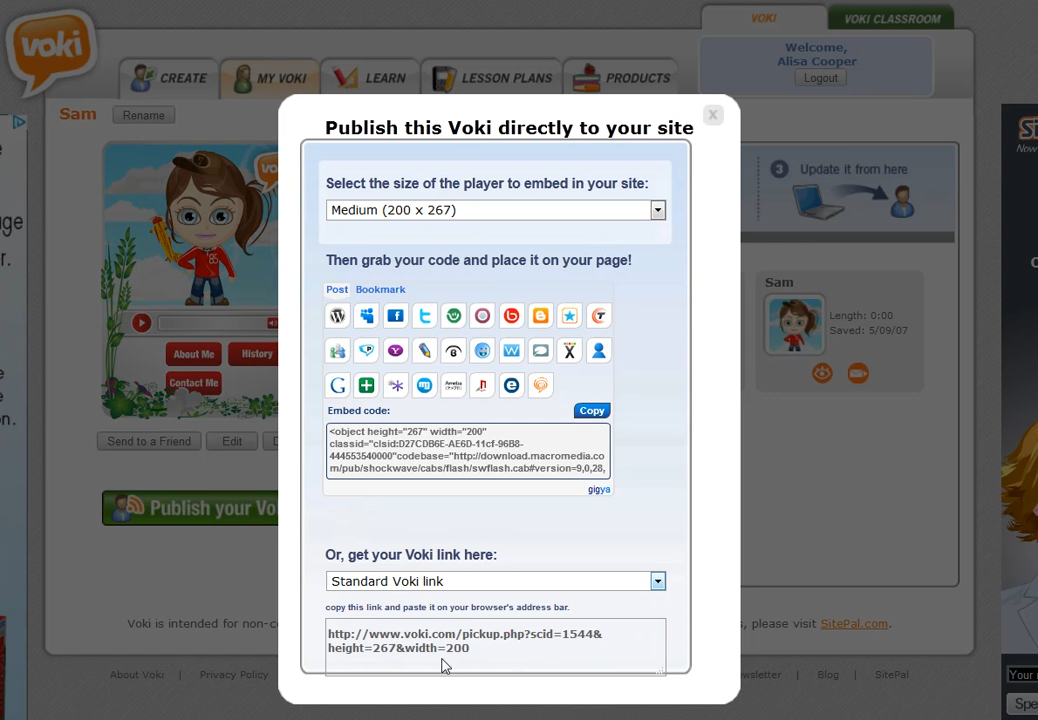 voki
VOKI
VOKI CLASSROOM
Welcome,
Alisa Cooper
Logout
CREATE
MY VOKI
LEARN
LESSON PLANS
PRODUCTS
Sam
Rename
Publish this Voki directly to your site
X
Select the size of the player to embed in your site:
Medium (200 x 267)
3 Update it from here
Then grab your code and place it on your page!
Post Bookmark
Sam
Length: 0:00
Saved: 5/09/07
About Me
History
Contact Me
Embed code:
Copy
<object height="267" width="200"
classid="clsid:D27CDB6E-AE6D-11cf-96B8-
444553540000"codebase="http://download.macromedia.co
m/pub/shockwave/cabs/flash/swflash.cab#version=9,0,28,
gigya
Send to a Friend
Edit
Publish your Vo
Or, get your Voki link here:
Standard Voki link
copy this link and paste it on your browser's address bar.
http://www.voki.com/pickup.php?scid=1544&
height=267&width=200
Voki is intended for non-co
, please visit SitePal.com.
About Voki
Privacy Policy
wsletter
Blog
SitePal